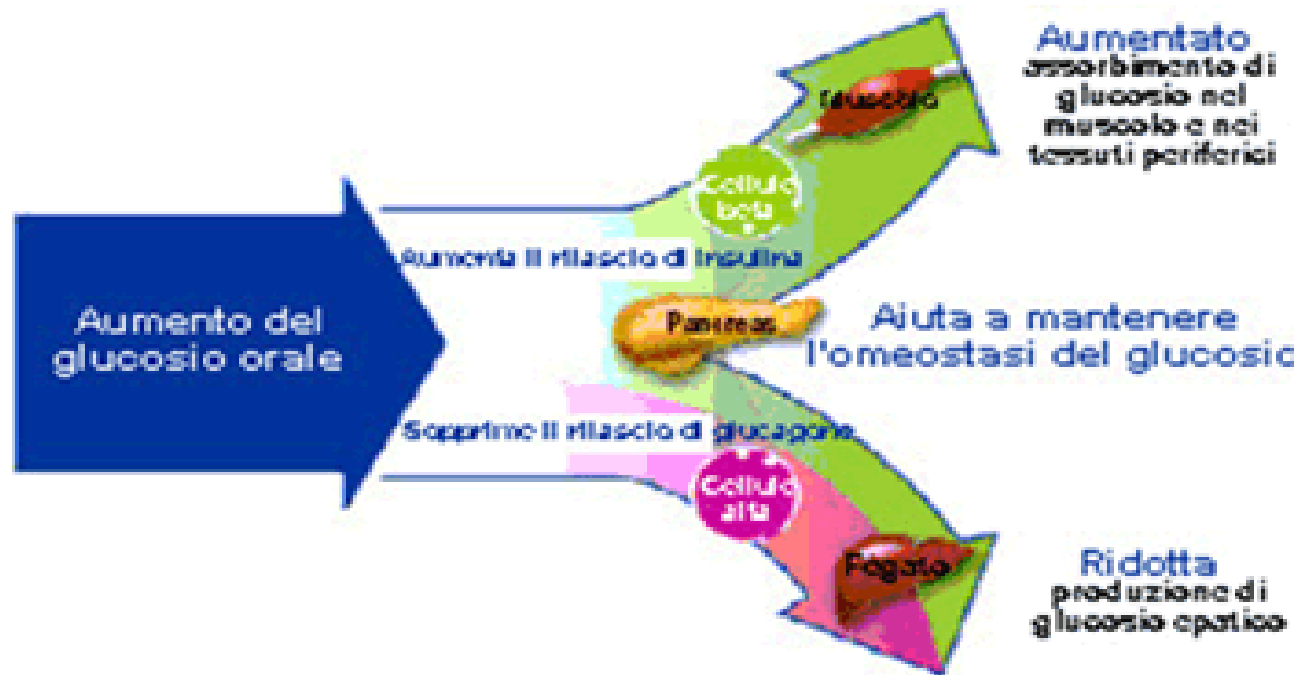 Aumento del
glucosio orale
Aumenta il rilascio di insulina
Cellule
beta
Muscolo
Aumentato
assorbimento di
glucosio nel
muscolo e nei
tessuti periferici
Pancreas
Aiuta a mantenere
l'omeostasi del glucosio
Sopprime il rilascio di glucagone
Cellule
alfa
Fegato
Ridotta
produzione di
glucosio epatico